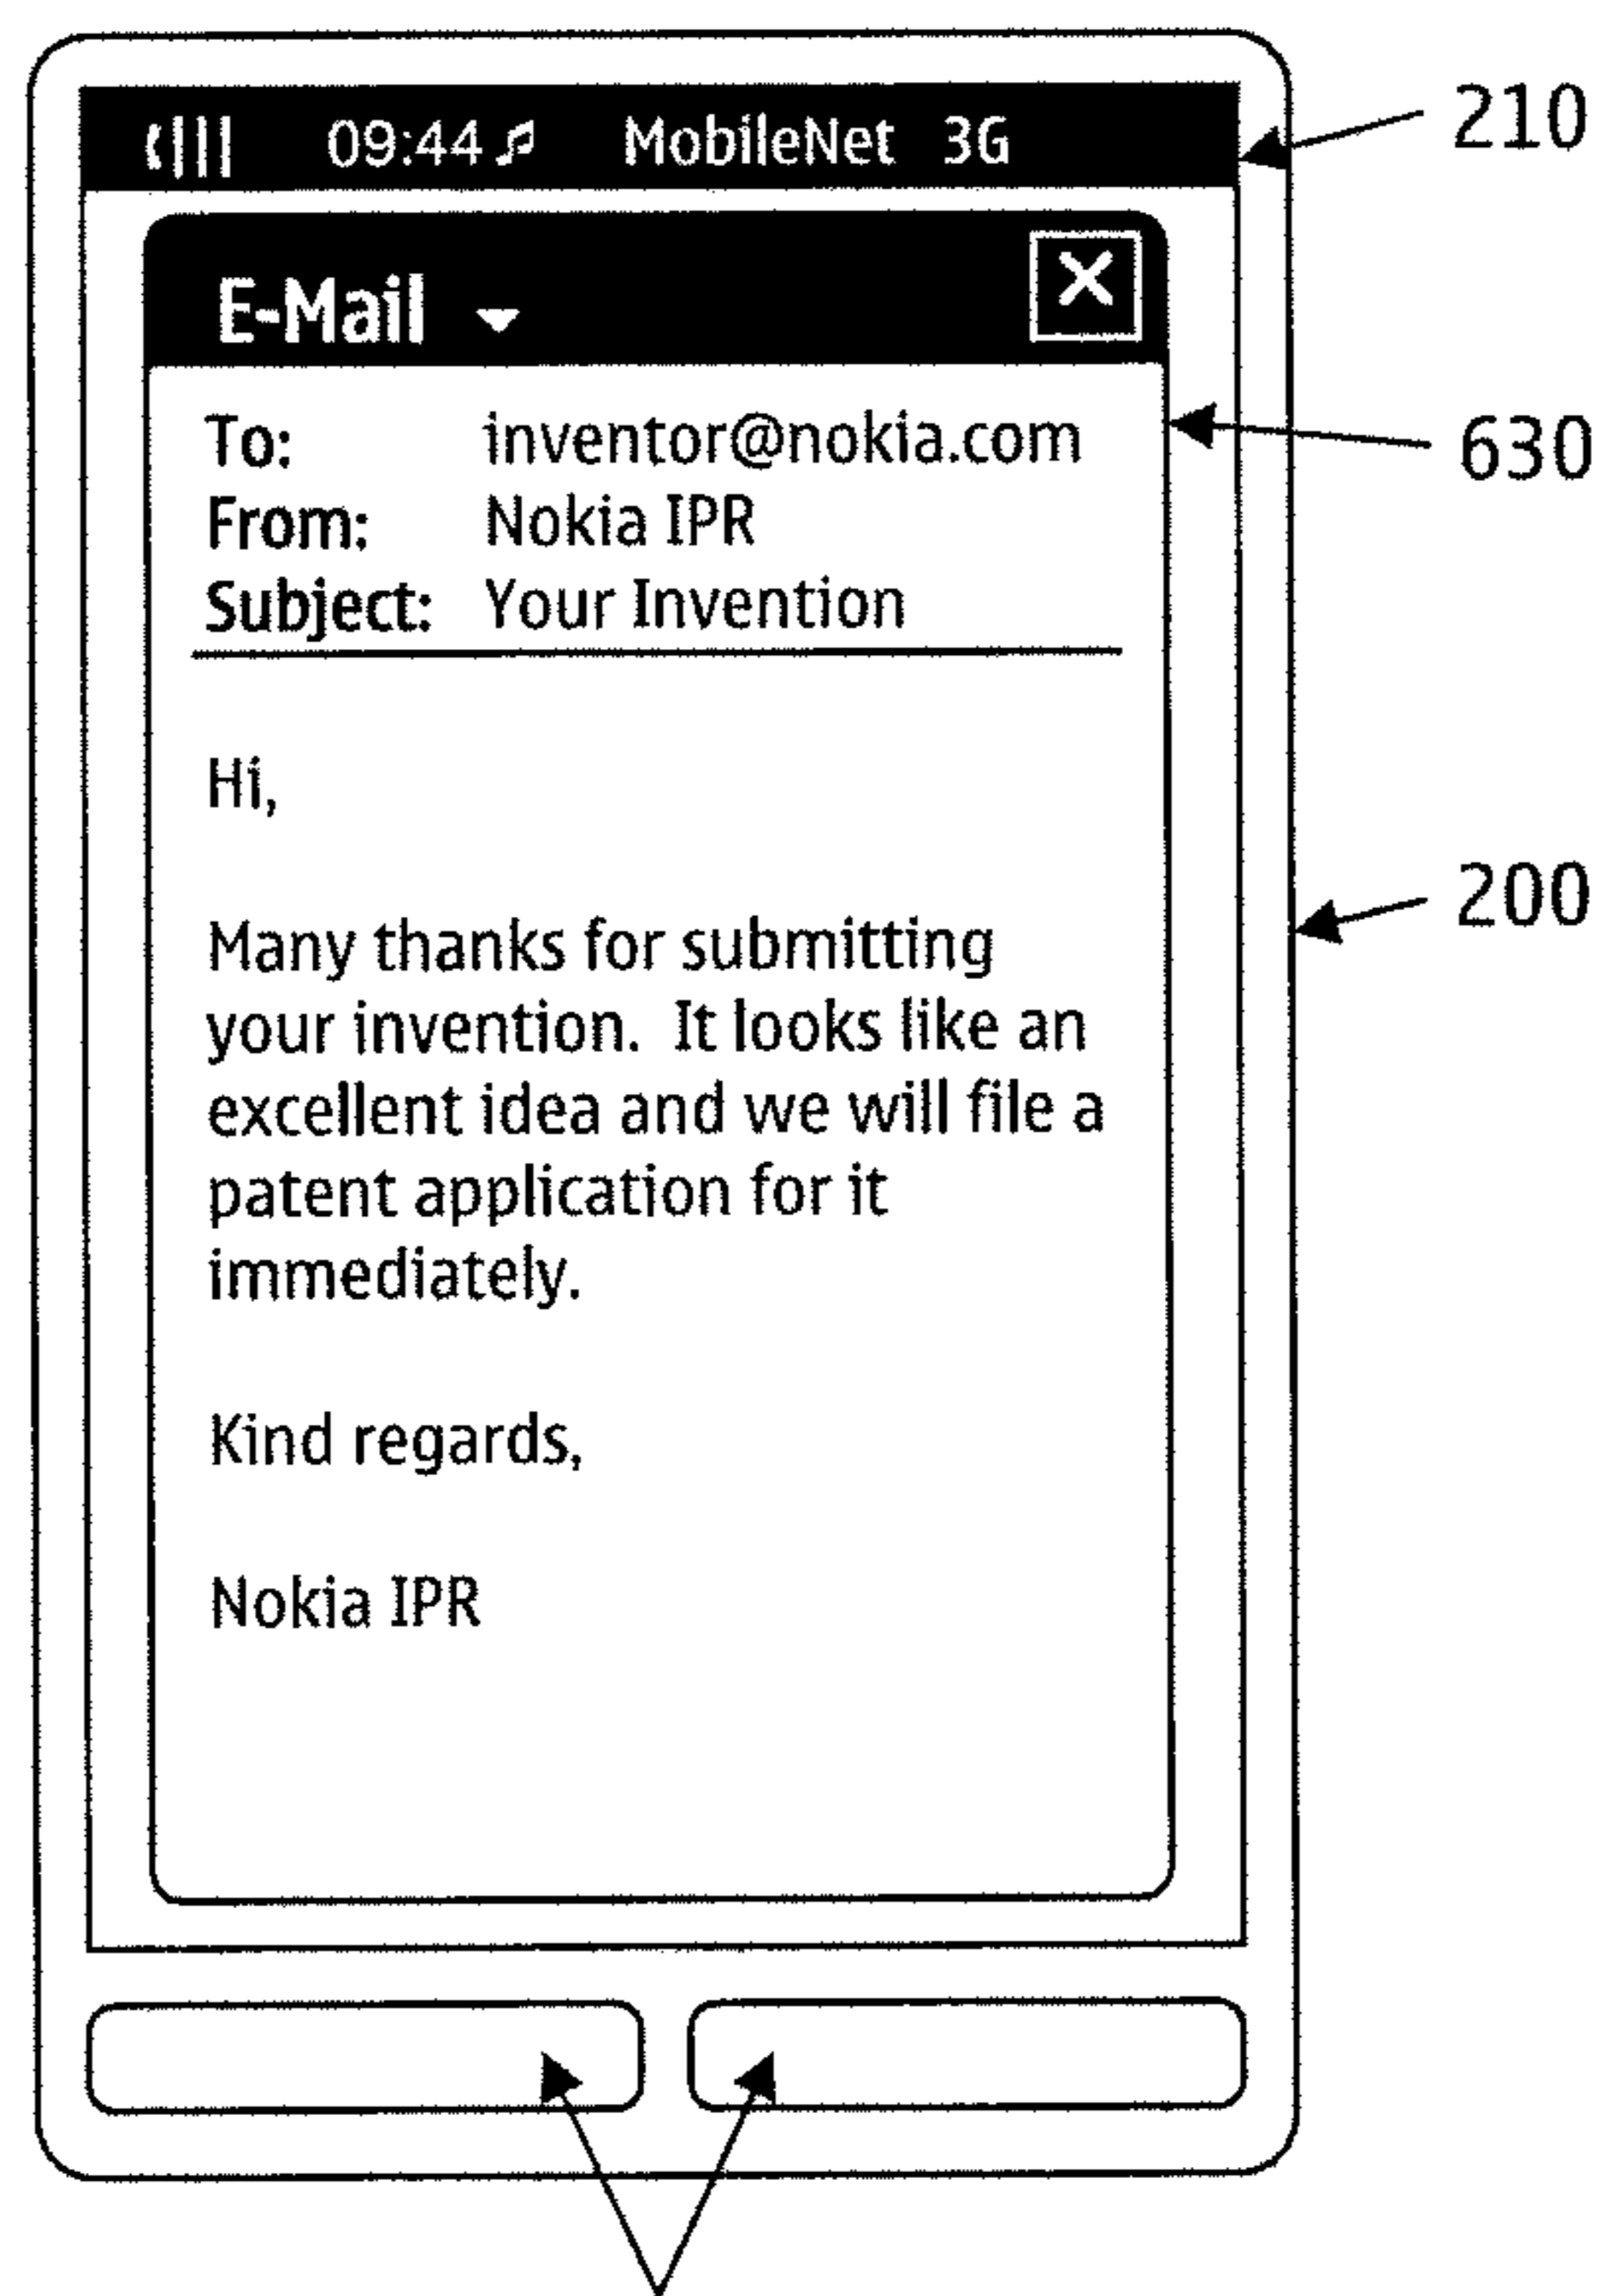 09:44 MobileNet 3G
210
E-Mail
To: inventor@nokia.com
630
From: Nokia IPR
Subject: Your Invention
Hi,
200
Many thanks for submitting
your invention. It looks like an
excellent idea and we will file a
patent application for it
immediately.
Kind regards,
Nokia IPR